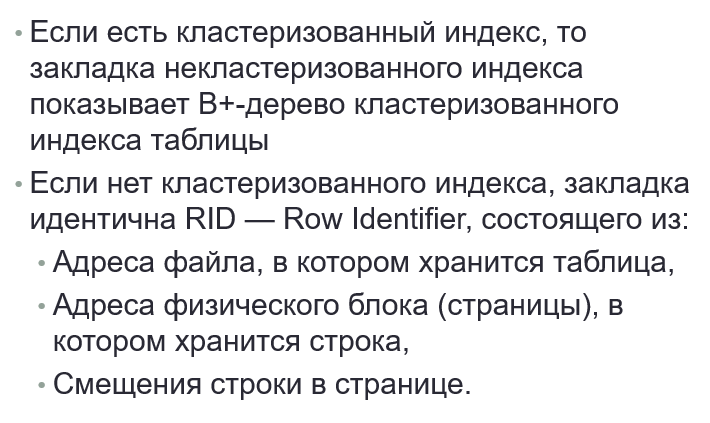 • Если есть кластеризованный индекс, то
закладка некластеризованного индекса
показывает B+-дерево кластеризованного
индекса таблицы
• Если нет кластеризованного индекса, закладка
идентична RID — Row Identifier, состоящего из:
• Адреса файла, в котором хранится таблица,
• Адреса физического блока (страницы), в
котором хранится строка,
• Смещения строки в странице.